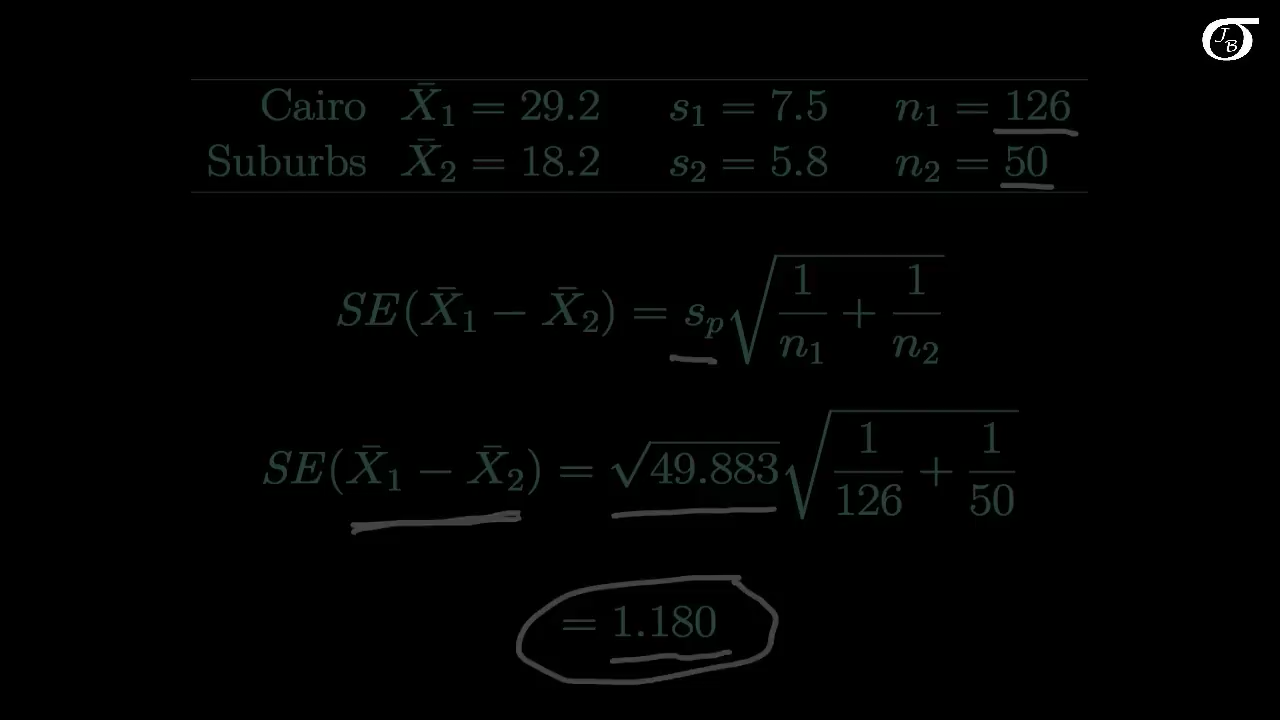 JB
Cairo X̄₁ = 29.2 s₁ = 7.5 n₁ = 126
Suburbs X̄₂ = 18.2 s₂ = 5.8 n₂ = 50
SE(X̄₁ − X̄₂) = sₚ√(1/n₁ + 1/n₂)
SE(X̄₁ − X̄₂) = √49.883 √(1/126 + 1/50)
= 1.180